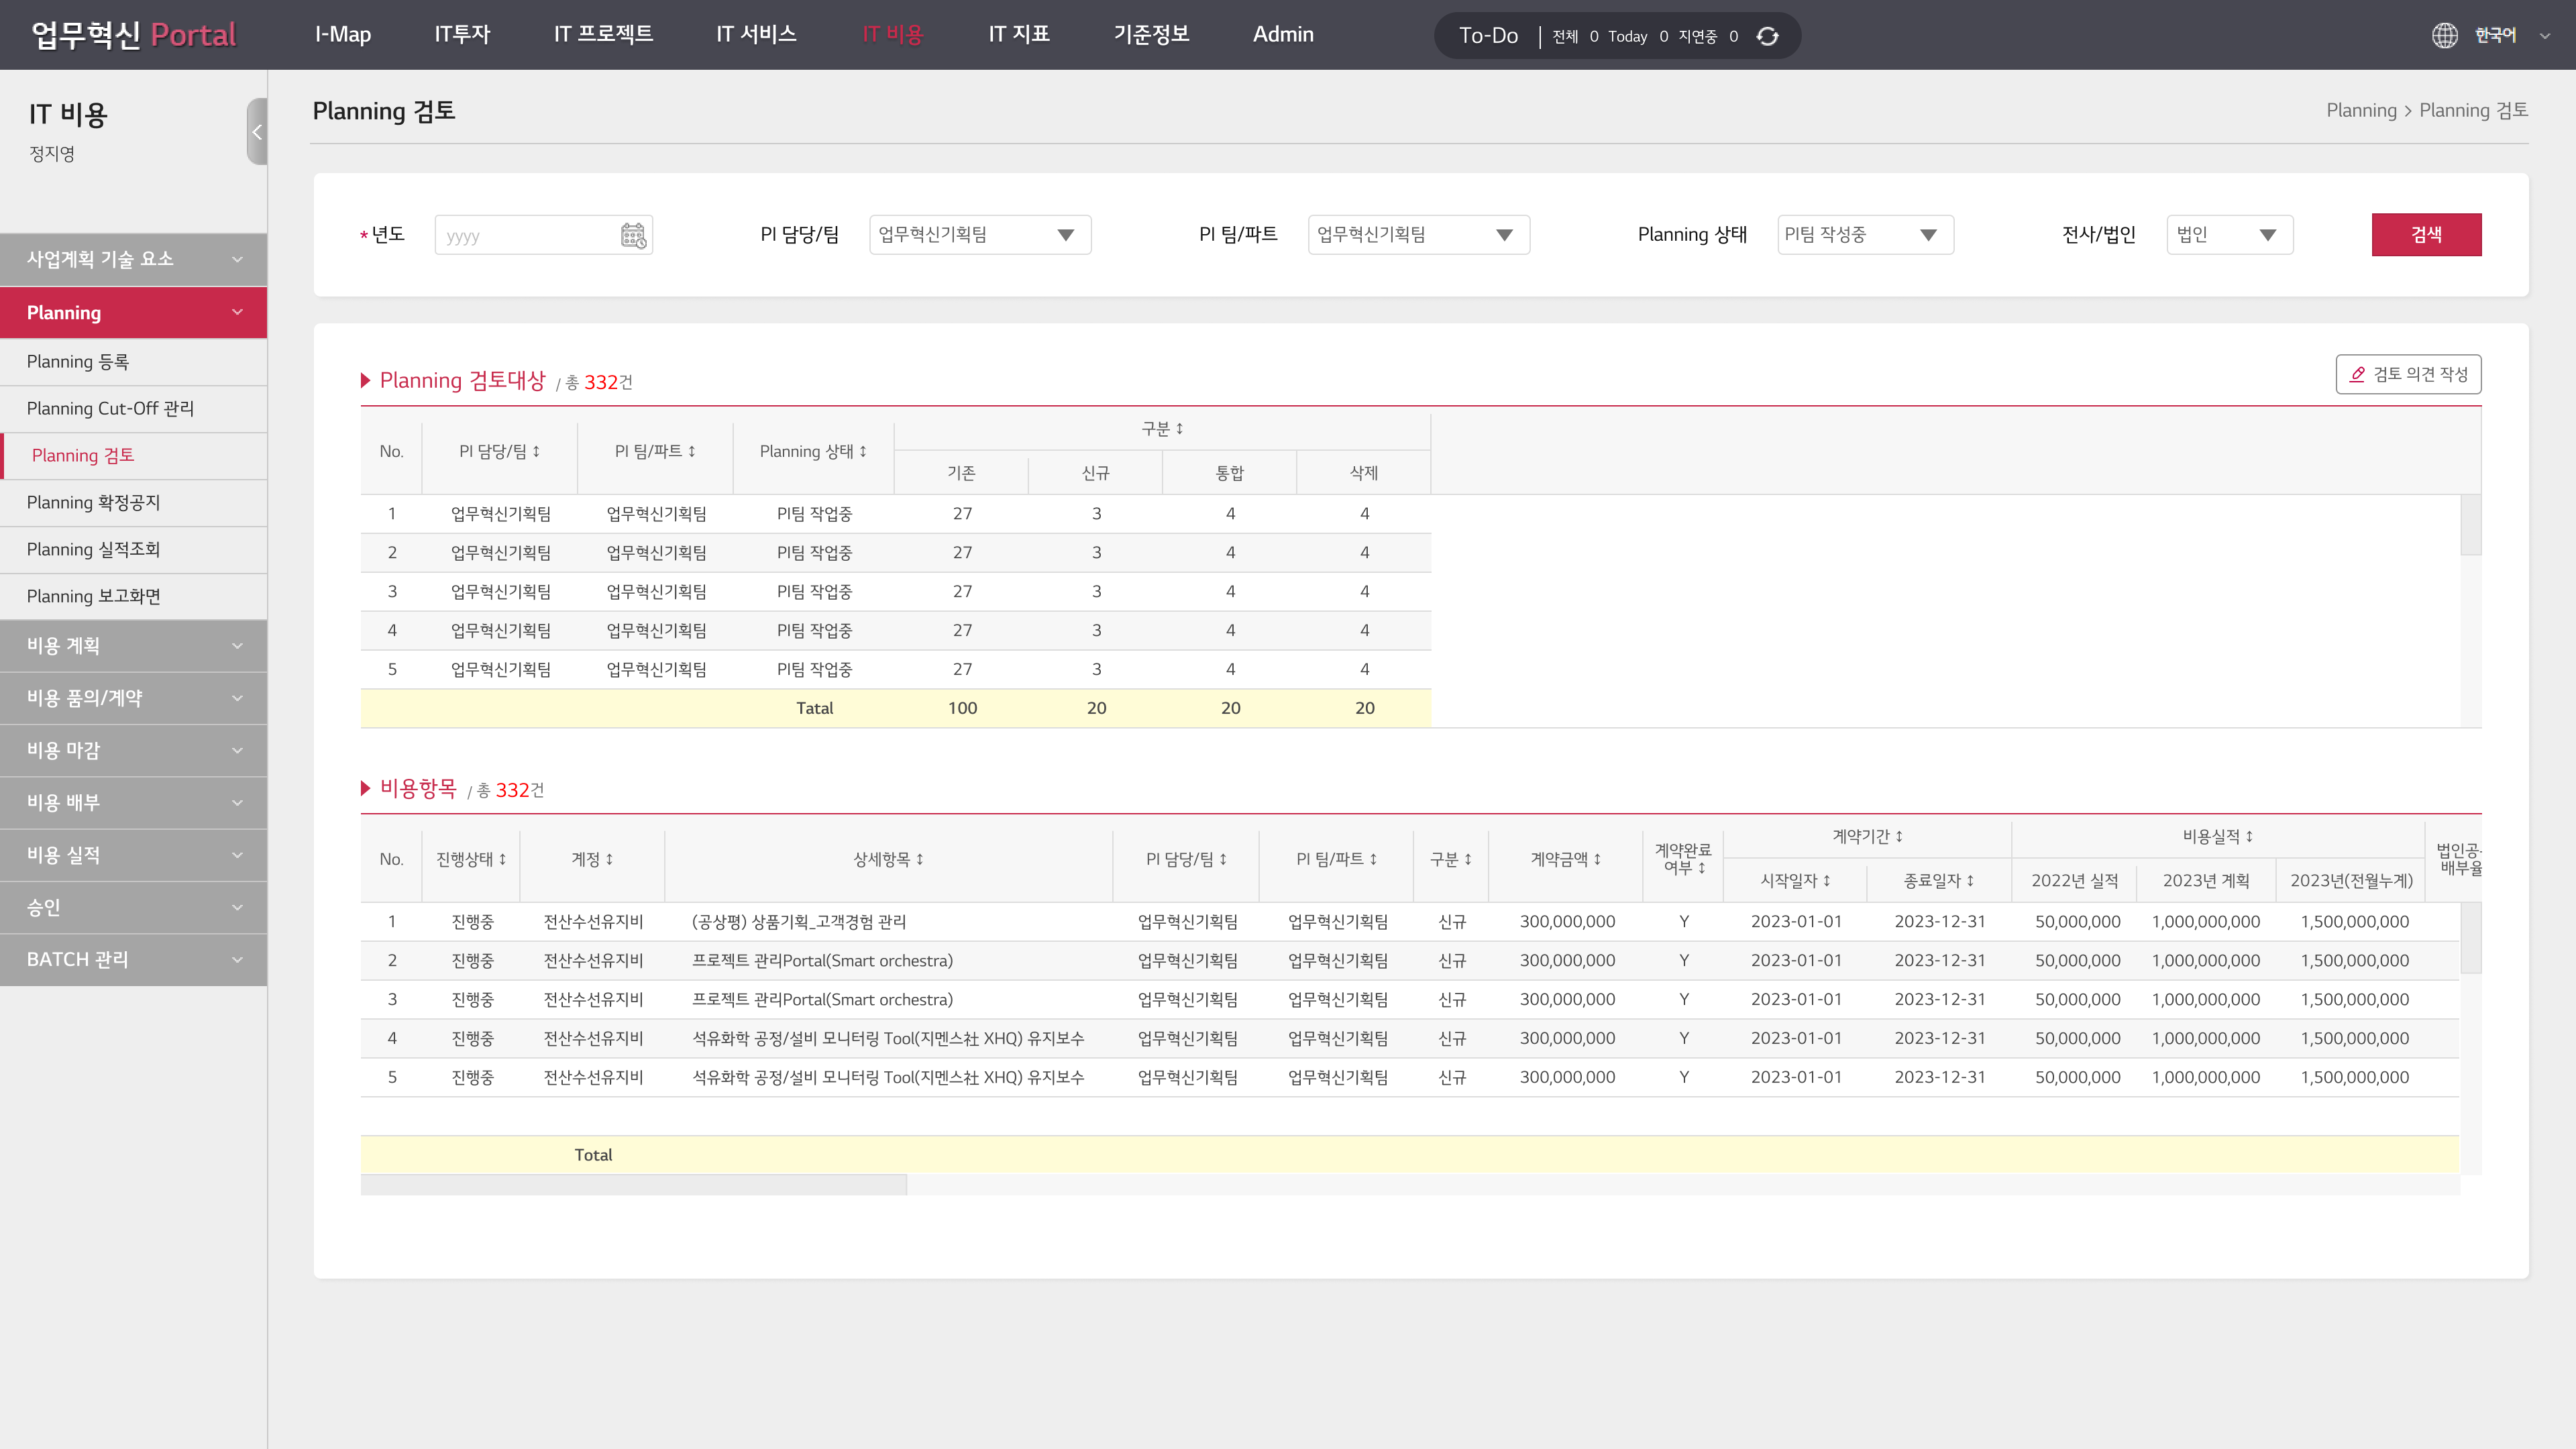 업무혁신 Portal I-Map IT투자 IT 프로젝트 IT 서비스 IT 비용 IT 지표 기준정보 Admin To-Do 전체 0 Today 0 지연중 0 한국어
IT 비용
정지영
사업계획 기술 요소
Planning
Planning 등록
Planning Cut-Off 관리
Planning 검토
Planning 확정공지
Planning 실적조회
Planning 보고화면
비용 계획
비용 품의/계약
비용 마감
비용 배부
비용 실적
승인
BATCH 관리
Planning 검토 Planning > Planning 검토
* 년도 yyyy PI 담당/팀 업무혁신기획팀 PI 팀/파트 업무혁신기획팀 Planning 상태 PI팀 작성중 전사/법인 법인 검색
Planning 검토대상 / 총 332건 검토 의견 작성
No. PI 담당/팀 ↕ PI 팀/파트 ↕ Planning 상태 ↕ 구분 ↕
기존 신규 통합 삭제
1 업무혁신기획팀 업무혁신기획팀 PI팀 작업중 27 3 4 4
2 업무혁신기획팀 업무혁신기획팀 PI팀 작업중 27 3 4 4
3 업무혁신기획팀 업무혁신기획팀 PI팀 작업중 27 3 4 4
4 업무혁신기획팀 업무혁신기획팀 PI팀 작업중 27 3 4 4
5 업무혁신기획팀 업무혁신기획팀 PI팀 작업중 27 3 4 4
Tatal 100 20 20 20
비용항목 / 총 332건
No. 진행상태 ↕ 계정 ↕ 상세항목 ↕ PI 담당/팀 ↕ PI 팀/파트 ↕ 구분 ↕ 계약금액 ↕ 계약완료 여부 ↕ 계약기간 ↕ 비용실적 ↕ 법인공 배부율
시작일자 ↕ 종료일자 ↕ 2022년 실적 2023년 계획 2023년(전월누계)
1 진행중 전산수선유지비 (공상평) 상품기획_고객경험 관리 업무혁신기획팀 업무혁신기획팀 신규 300,000,000 Y 2023-01-01 2023-12-31 50,000,000 1,000,000,000 1,500,000,000
2 진행중 전산수선유지비 프로젝트 관리Portal(Smart orchestra) 업무혁신기획팀 업무혁신기획팀 신규 300,000,000 Y 2023-01-01 2023-12-31 50,000,000 1,000,000,000 1,500,000,000
3 진행중 전산수선유지비 프로젝트 관리Portal(Smart orchestra) 업무혁신기획팀 업무혁신기획팀 신규 300,000,000 Y 2023-01-01 2023-12-31 50,000,000 1,000,000,000 1,500,000,000
4 진행중 전산수선유지비 석유화학 공정/설비 모니터링 Tool(지멘스社 XHQ) 유지보수 업무혁신기획팀 업무혁신기획팀 신규 300,000,000 Y 2023-01-01 2023-12-31 50,000,000 1,000,000,000 1,500,000,000
5 진행중 전산수선유지비 석유화학 공정/설비 모니터링 Tool(지멘스社 XHQ) 유지보수 업무혁신기획팀 업무혁신기획팀 신규 300,000,000 Y 2023-01-01 2023-12-31 50,000,000 1,000,000,000 1,500,000,000
Total